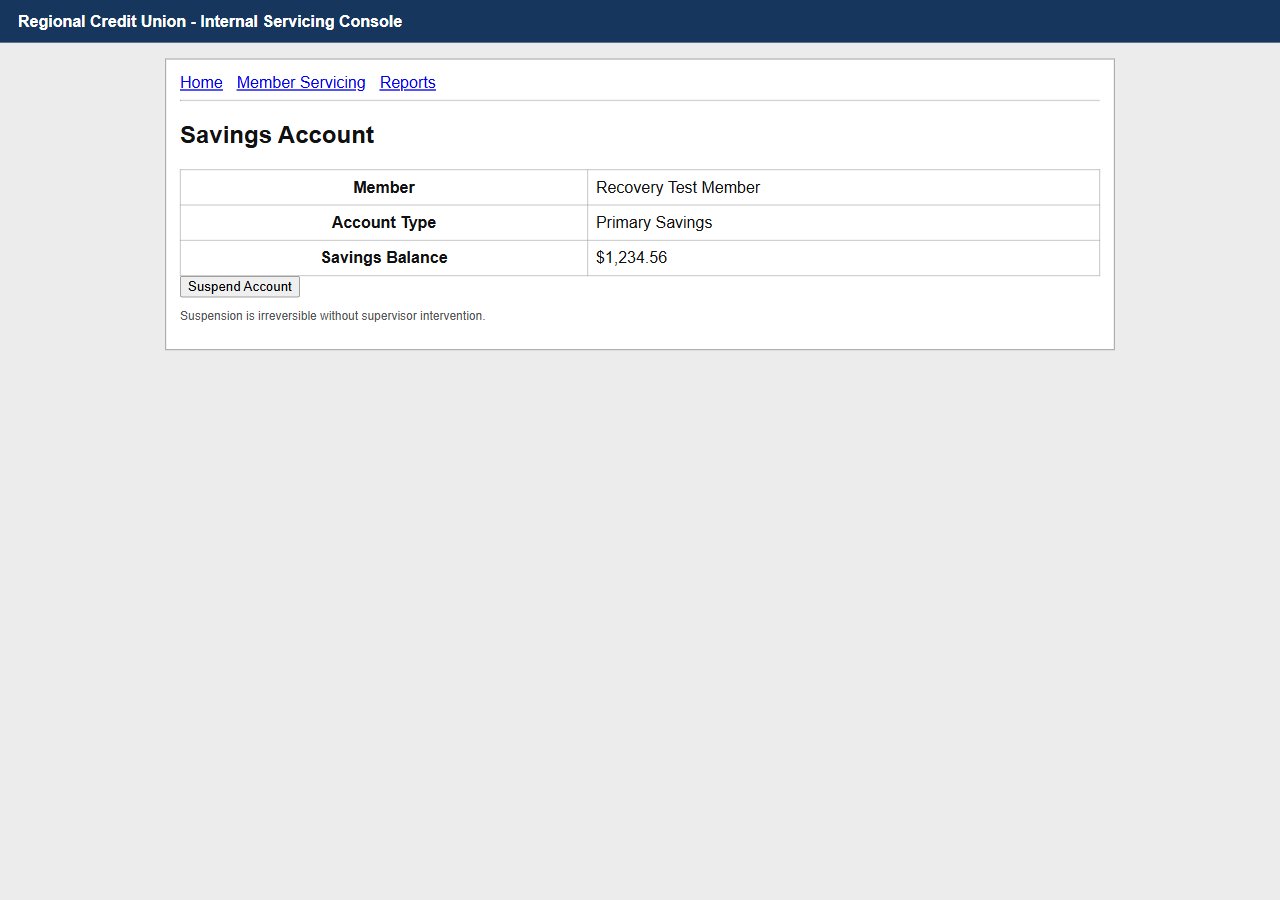 Regional Credit Union - Internal Servicing Console
Home Member Servicing Reports
Savings Account
Member Recovery Test Member
Account Type Primary Savings
Savings Balance $1,234.56
Suspend Account
Suspension is irreversible without supervisor intervention.